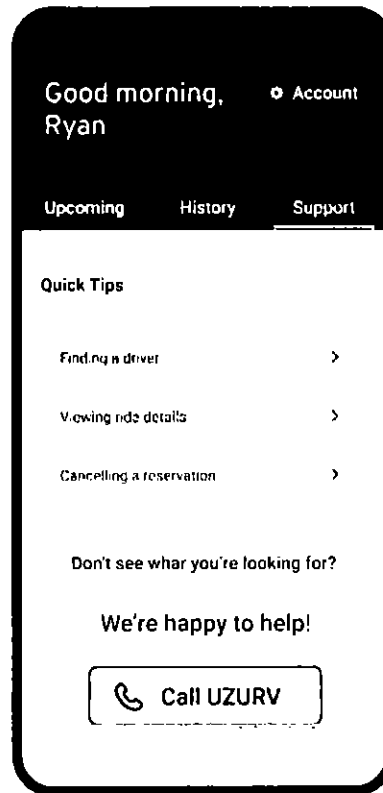 Good morning,
Ryan
Account
Upcoming
History
Support
Quick Tips
Finding a driver
Viewing ride details
Cancelling a reservation
Don't see whar you're looking for?
We're happy to help!
Call UZURV